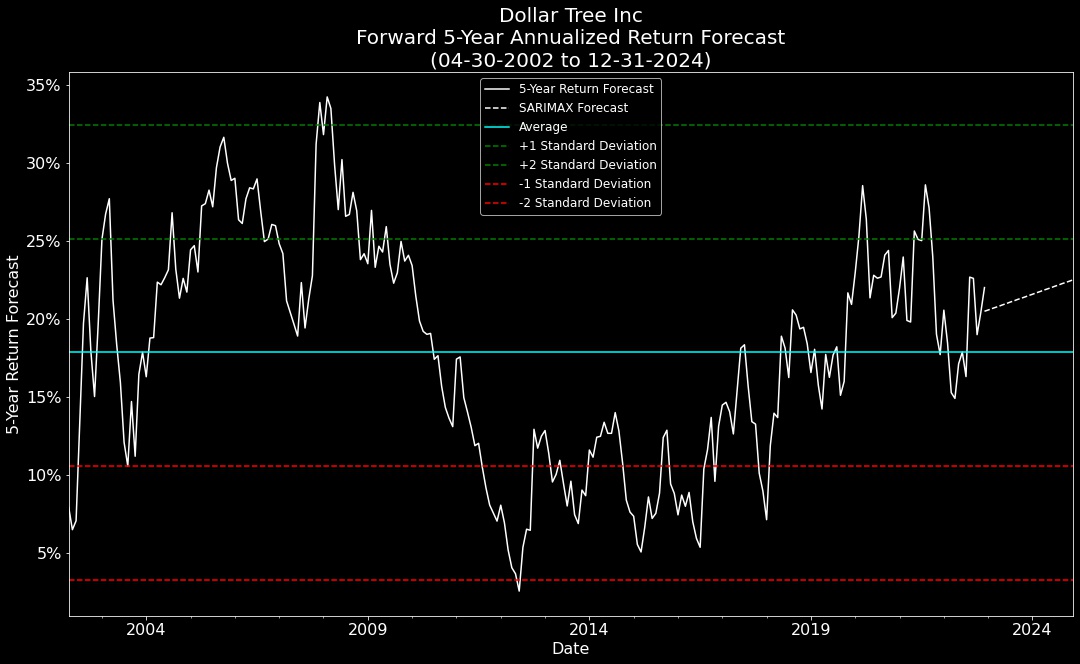 Dollar Tree Inc
Forward 5-Year Annualized Return Forecast
(04-30-2002 to 12-31-2024)
5-Year Return Forecast
SARIMAX Forecast
Average
+1 Standard Deviation
+2 Standard Deviation
-1 Standard Deviation
-2 Standard Deviation
5-Year Return Forecast
35%
30%
25%
20%
15%
10%
5%
2004
2009
2014
2019
2024
Date